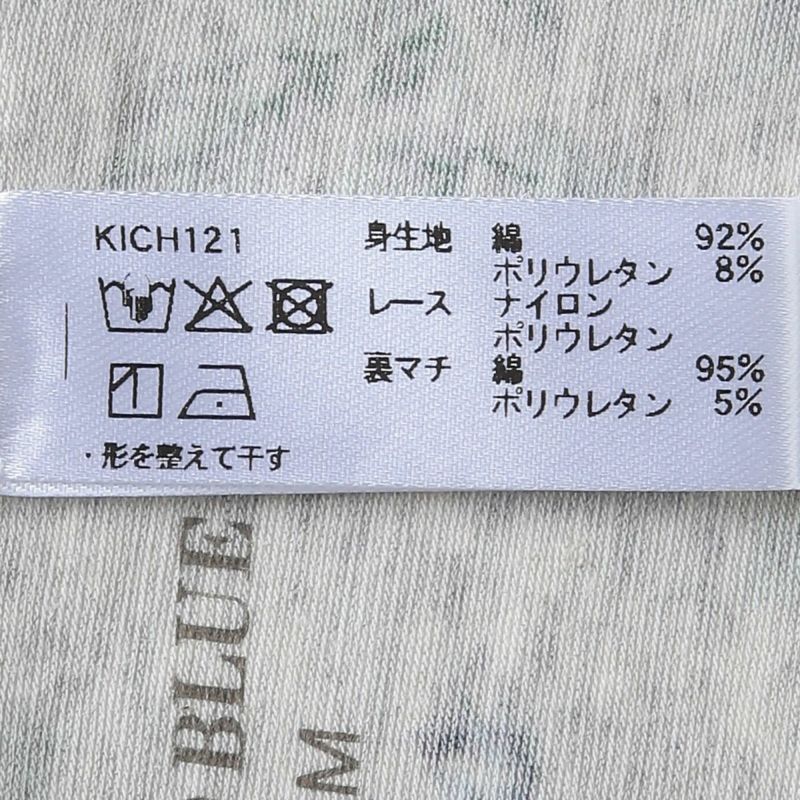 KICH121
身生地 綿 92%
ポリウレタン 8%
レース ナイロン
ポリウレタン
裏マチ 綿 95%
ポリウレタン 5%
・形を整えて干す
BLUE
M